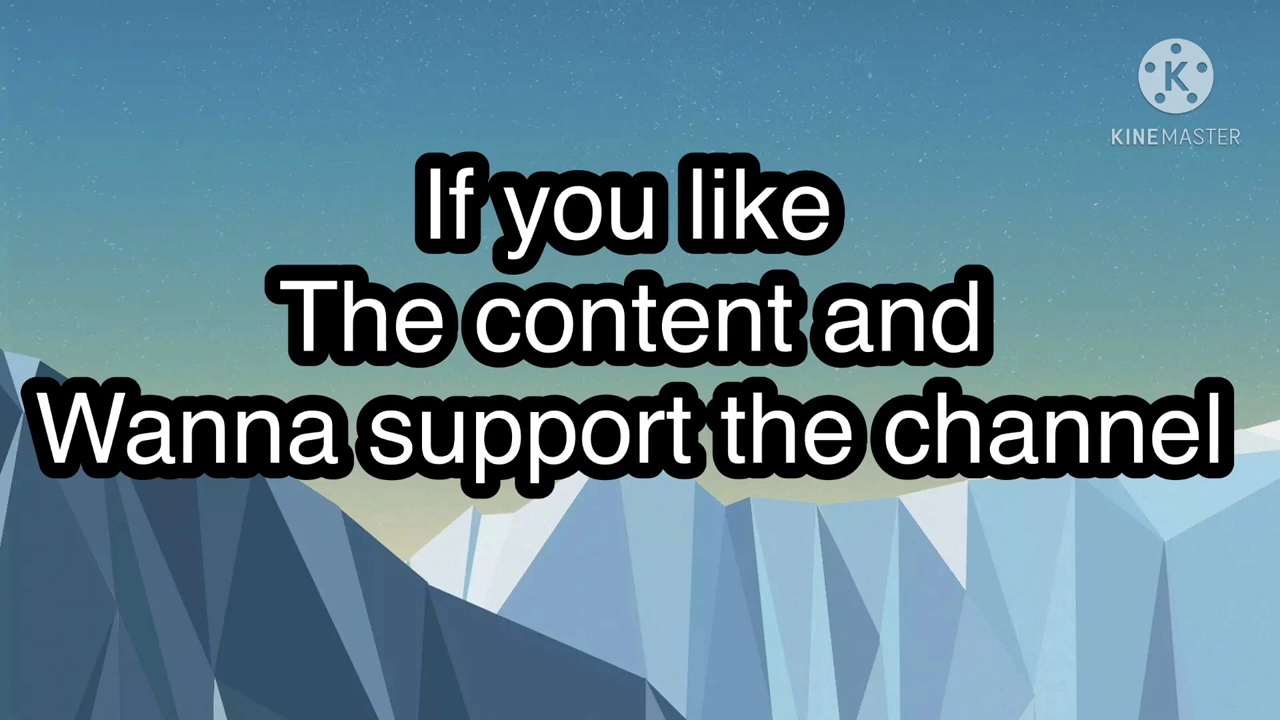 K
KINEMASTER
If you like
The content and
Wanna support the channel